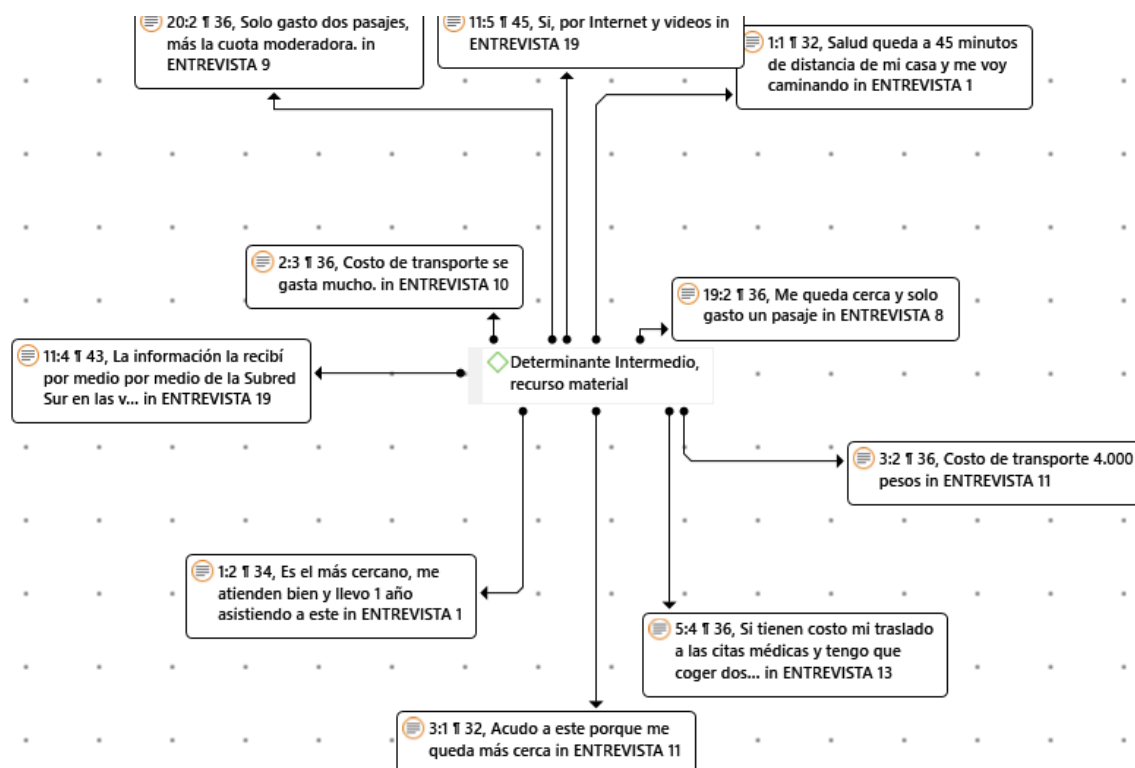 20:2 ¶ 36, Solo gasto dos pasajes,
más la cuota moderadora. in
ENTREVISTA 9
11:5 ¶ 45, Si, por Internet y videos in
ENTREVISTA 19
1:1 ¶ 32, Salud queda a 45 minutos
de distancia de mi casa y me voy
caminando in ENTREVISTA 1
2:3 ¶ 36, Costo de transporte se
gasta mucho. in ENTREVISTA 10
19:2 ¶ 36, Me queda cerca y solo
gasto un pasaje in ENTREVISTA 8
11:4 ¶ 43, La información la recibí
por medio por medio de la Subred
Sur en las v... in ENTREVISTA 19
Determinante Intermedio,
recurso material
3:2 ¶ 36, Costo de transporte 4.000
pesos in ENTREVISTA 11
1:2 ¶ 34, Es el más cercano, me
atienden bien y llevo 1 año
asistiendo a este in ENTREVISTA 1
5:4 ¶ 36, Si tienen costo mi traslado
a las citas médicas y tengo que
coger dos... in ENTREVISTA 13
3:1 ¶ 32, Acudo a este porque me
queda más cerca in ENTREVISTA 11